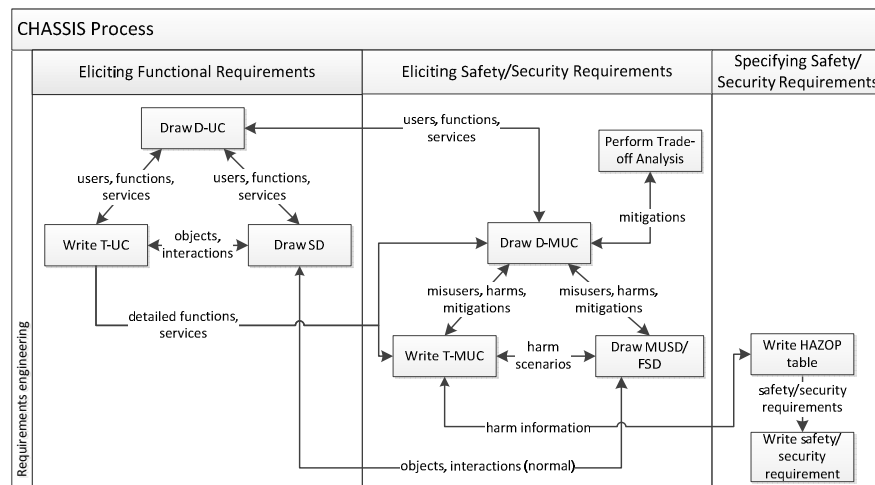 CHASSIS Process
Eliciting Functional Requirements
Eliciting Safety/Security Requirements
Specifying Safety/
Security Requirements
Requirements engineering
Draw D-UC
users, functions,
services
users, functions,
services
Write T-UC
objects,
interactions
Draw SD
detailed functions,
services
users, functions,
services
Perform Trade-
off Analysis
mitigations
Draw D-MUC
misusers, harms,
mitigations
misusers, harms,
mitigations
Write T-MUC
harm
scenarios
Draw MUSD/
FSD
harm information
objects, interactions (normal)
Write HAZOP
table
safety/security
requirements
Write safety/
security
requirement